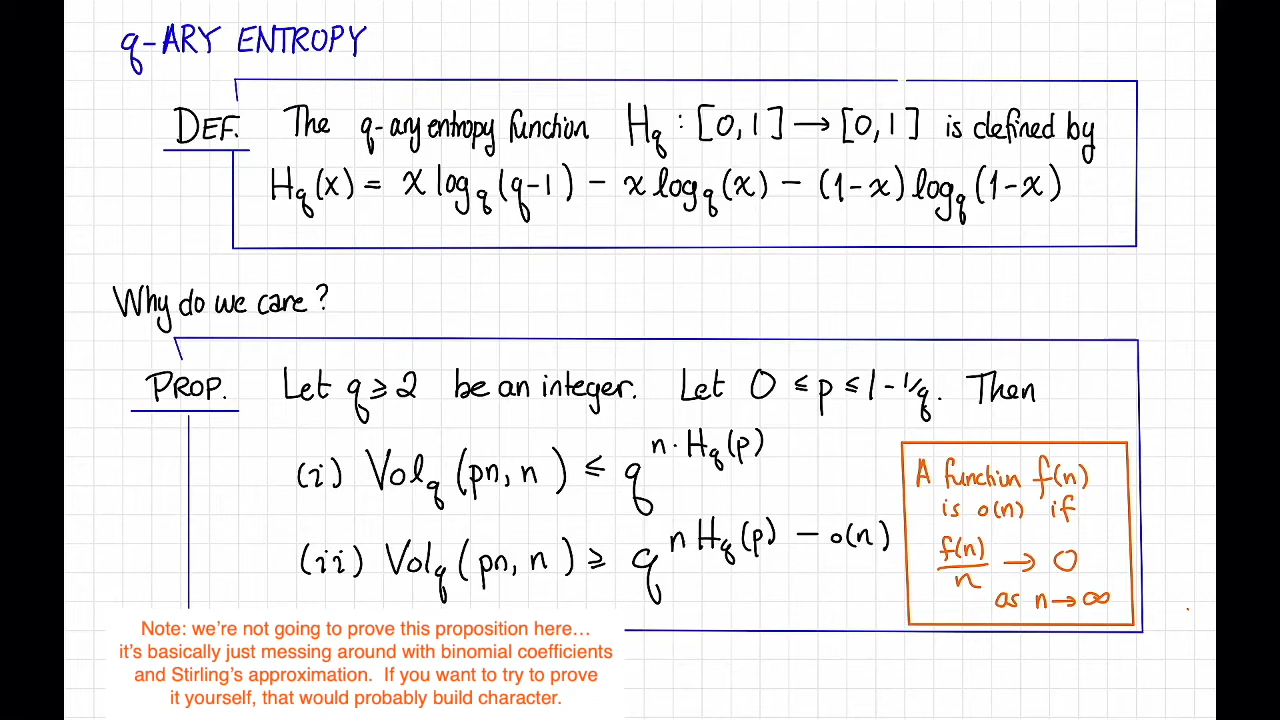 q-ARY ENTROPY
DEF. The q-ary entropy function H_q : [0,1] → [0,1] is defined by
H_q(x) = x log_q(q-1) - x log_q(x) - (1-x) log_q(1-x)
Why do we care?
PROP. Let q ≥ 2 be an integer. Let 0 ≤ p ≤ 1 - 1/q. Then
(i) Vol_q(pn, n) ≤ q^{n·H_q(p)}
(ii) Vol_q(pn, n) ≥ q^{n H_q(p) - o(n)}
A function f(n)
is o(n) if
f(n)/n → 0
as n → ∞
Note: we're not going to prove this proposition here…
it's basically just messing around with binomial coefficients
and Stirling's approximation. If you want to try to prove
it yourself, that would probably build character.